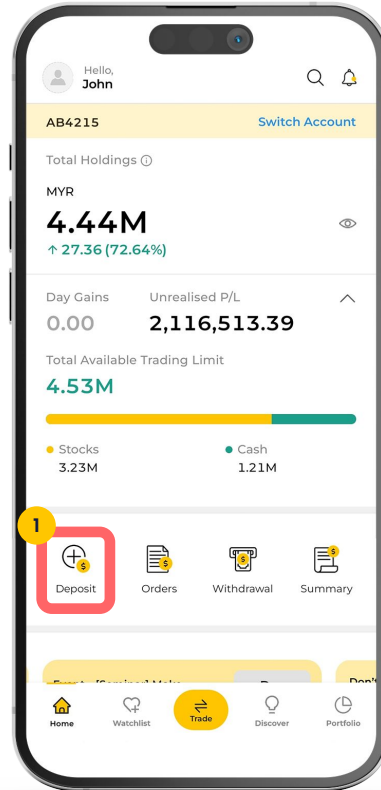 Hello,
John
AB4215 Switch Account
Total Holdings
MYR
4.44M
↑ 27.36 (72.64%)
Day Gains Unrealised P/L
0.00 2,116,513.39
Total Available Trading Limit
4.53M
Stocks Cash
3.23M 1.21M
1
Deposit Orders Withdrawal Summary
Home Watchlist Trade Discover Portfolio